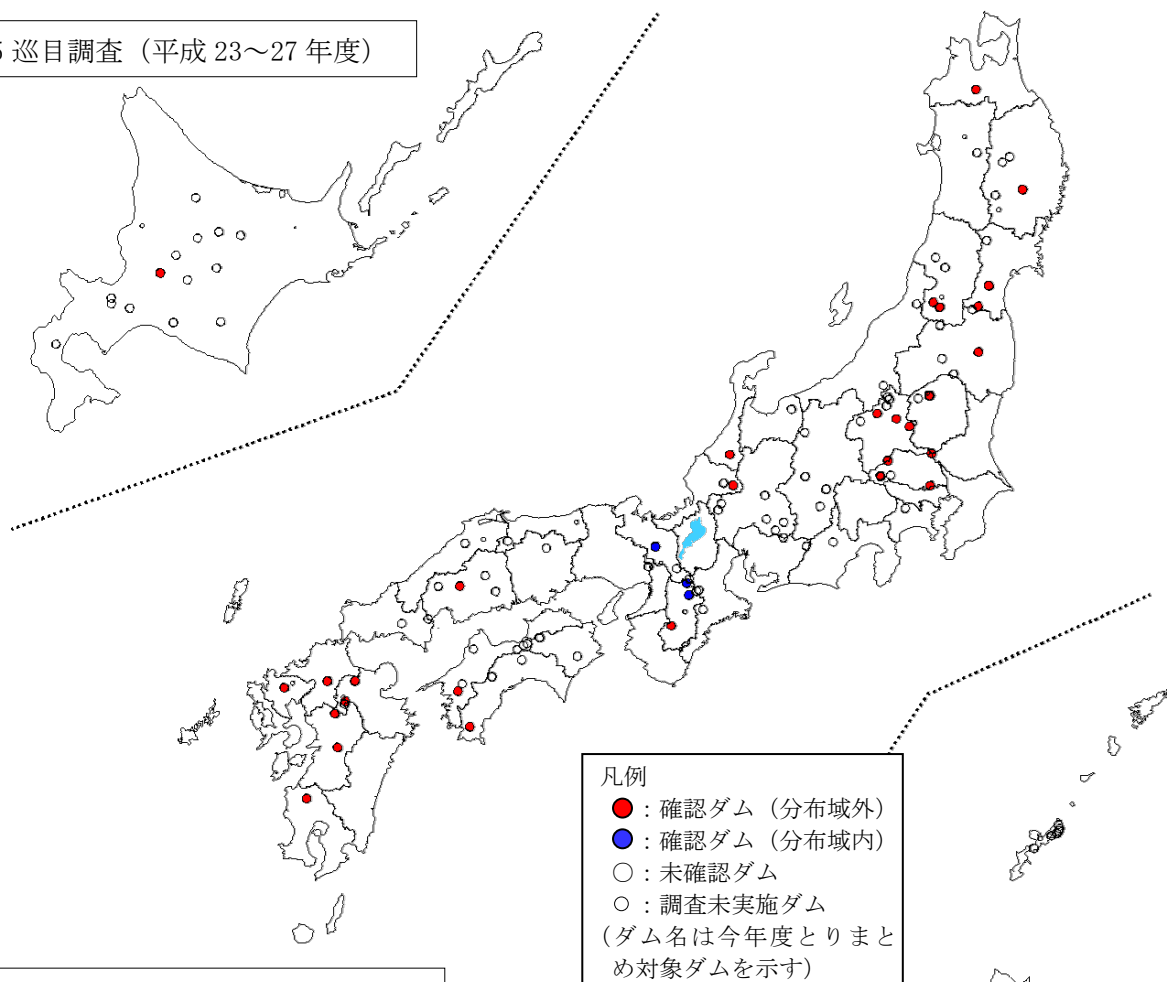 巡目調査（平成 23～27 年度）
凡例
：確認ダム（分布域外）
：確認ダム（分布域内）
：未確認ダム
：調査未実施ダム
（ダム名は今年度とりまと
め対象ダムを示す）